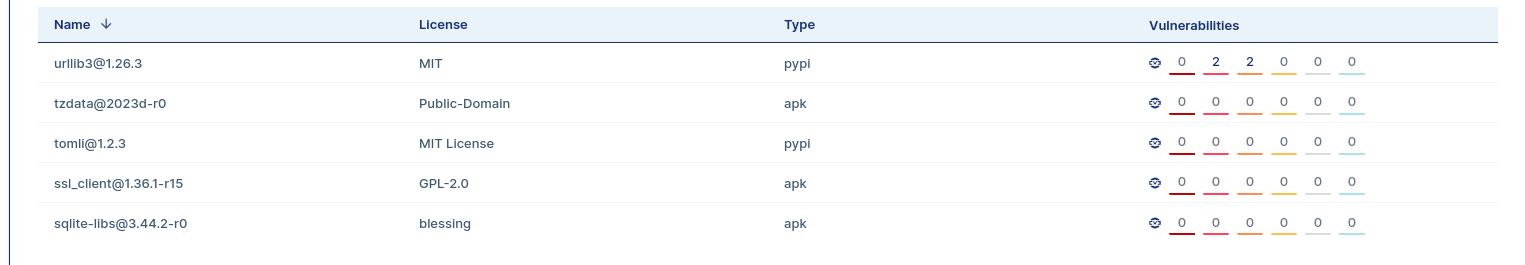 Name ↓ License Type Vulnerabilities
urllib3@1.26.3 MIT pypi 0 2 2 0 0 0
tzdata@2023d-r0 Public-Domain apk 0 0 0 0 0 0
tomli@1.2.3 MIT License pypi 0 0 0 0 0 0
ssl_client@1.36.1-r15 GPL-2.0 apk 0 0 0 0 0 0
sqlite-libs@3.44.2-r0 blessing apk 0 0 0 0 0 0